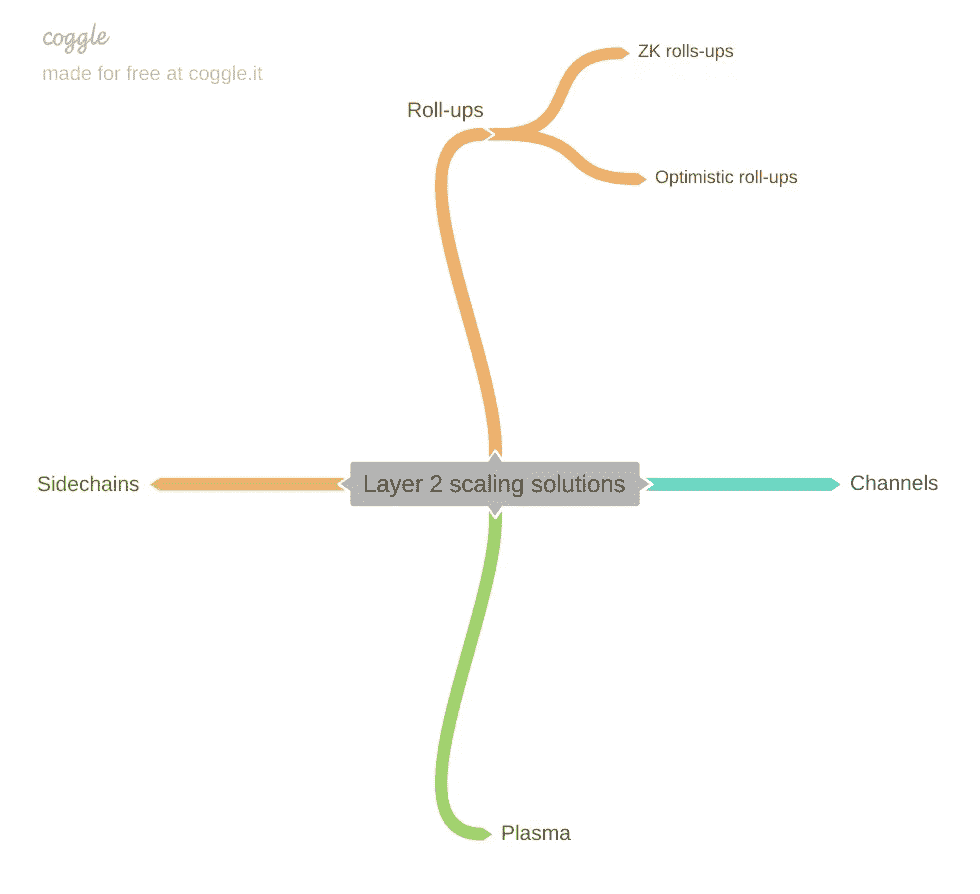 coggle
made for free at coggle.it
ZK rolls-ups
Roll-ups
Optimistic roll-ups
Sidechains
Layer 2 scaling solutions
Channels
Plasma